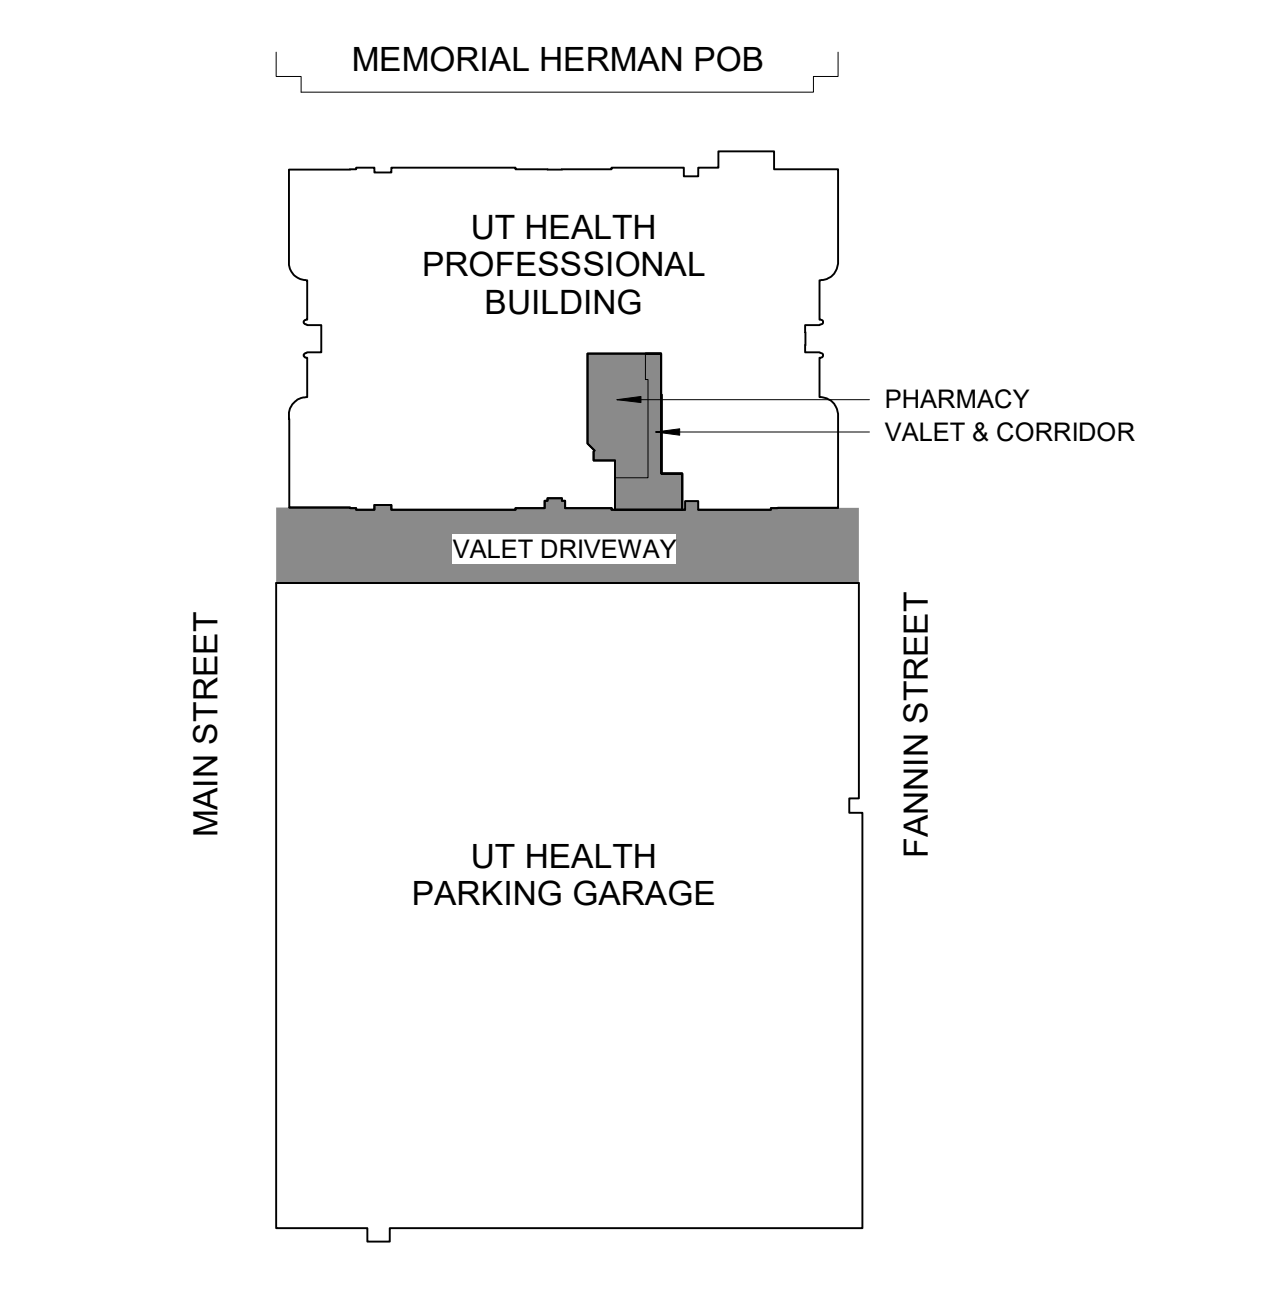 MEMORIAL HERMAN POB
UT HEALTH
PROFESSSIONAL
BUILDING
PHARMACY
VALET & CORRIDOR
VALET DRIVEWAY
MAIN STREET
FANNIN STREET
UT HEALTH
PARKING GARAGE